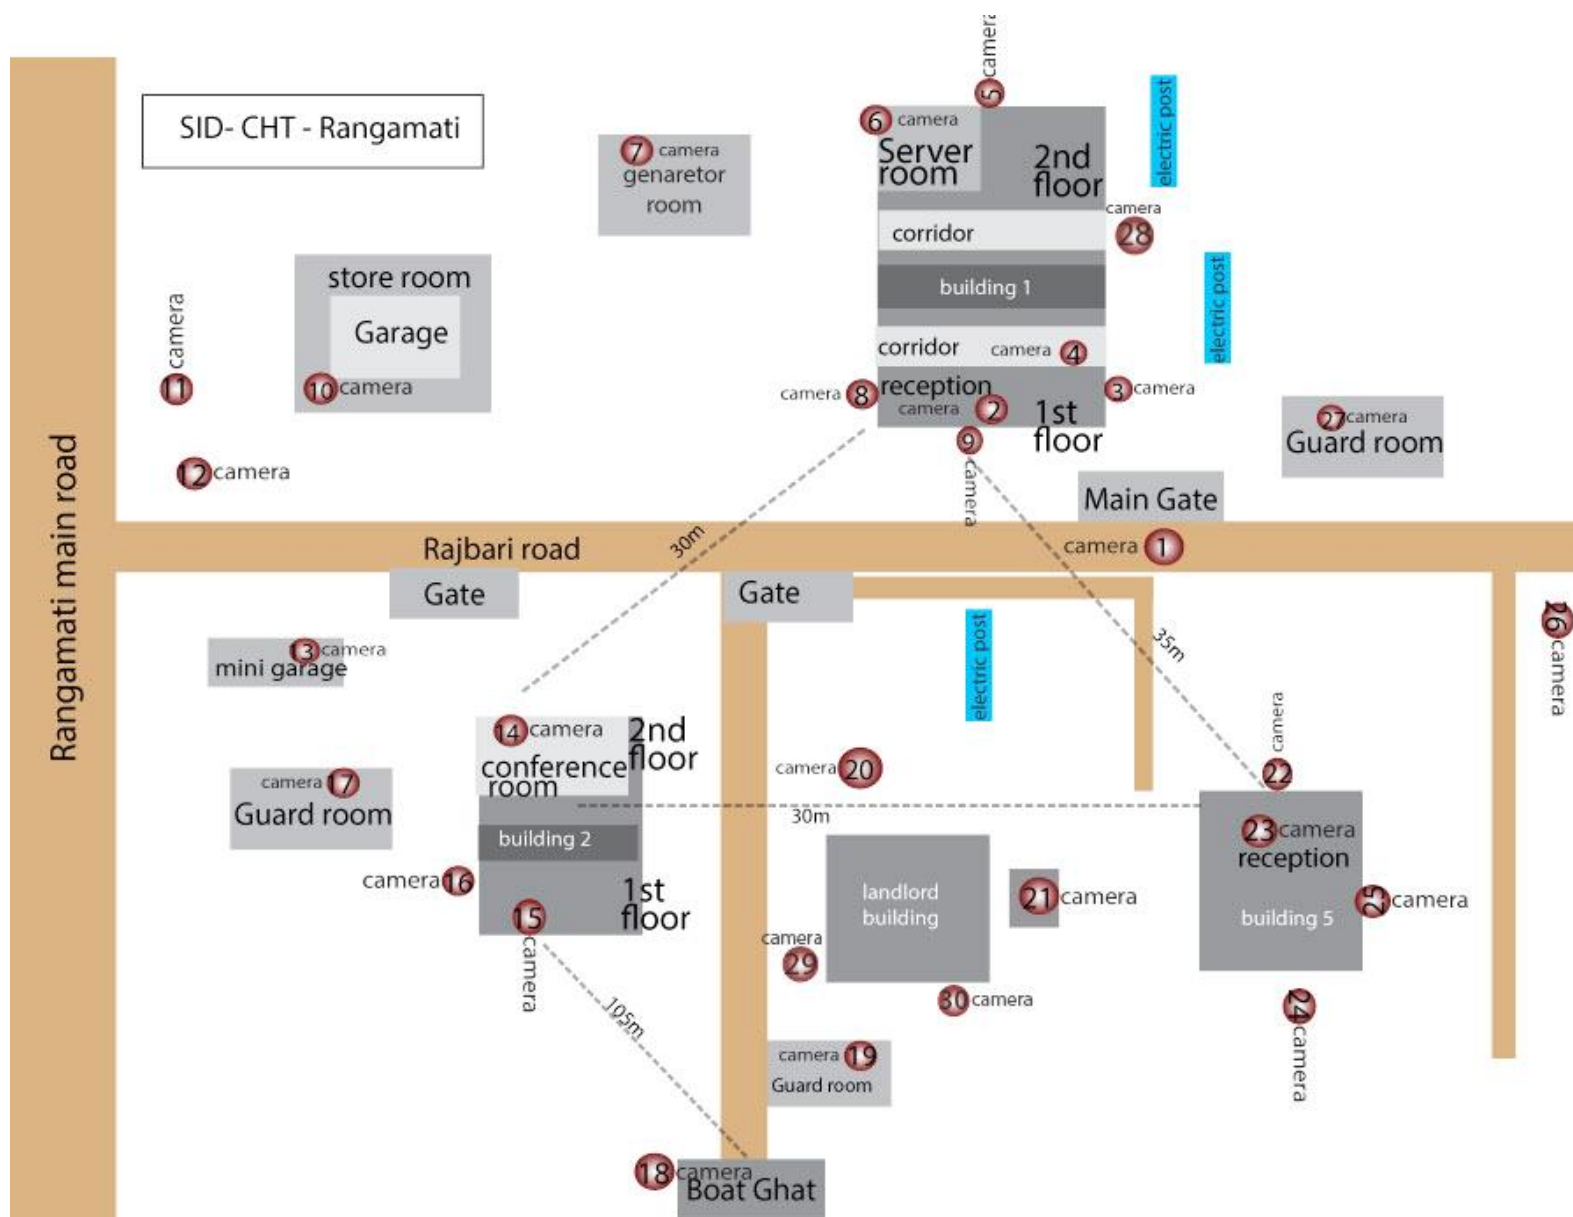 camera
5
SID- CHT - Rangamati
6 camera
Server
room
2nd
floor
electric post
7 camera
genaretor
room
camera
28
corridor
building 1
electric post
store room
Garage
camera
11
10 camera
corridor
camera 4
camera 8
reception
3 camera
camera 2
1st
floor
9
camera
27 camera
Guard room
12 camera
Main Gate
Rangamati main road
Rajbari road
30m
camera 1
Gate
Gate
35m
26
camera
electric post
13 camera
mini garage
14 camera
2nd
floor
conference
room
camera 17
Guard room
camera 20
camera
22
30m
building 2
23 camera
reception
camera 16
1st
floor
15
camera
landlord
building
21 camera
building 5
25 camera
camera
29
30 camera
24
camera
105m
camera 19
Guard room
18 camera
Boat Ghat